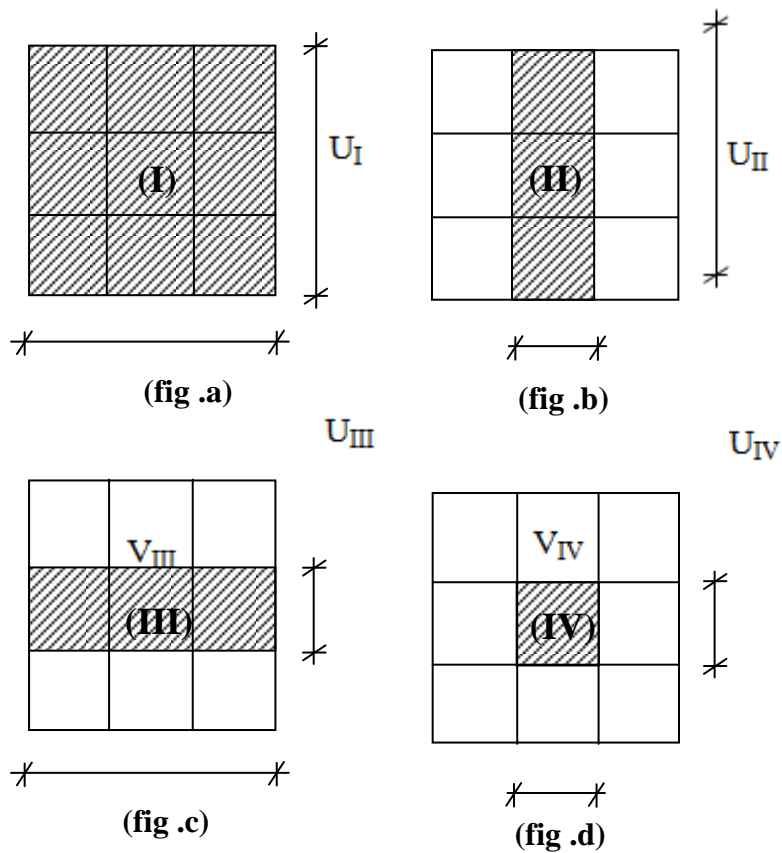 U_I
(I)
(fig .a)
U_II
(II)
(fig .b)
U_III
V_III
(III)
(fig .c)
U_IV
V_IV
(IV)
(fig .d)